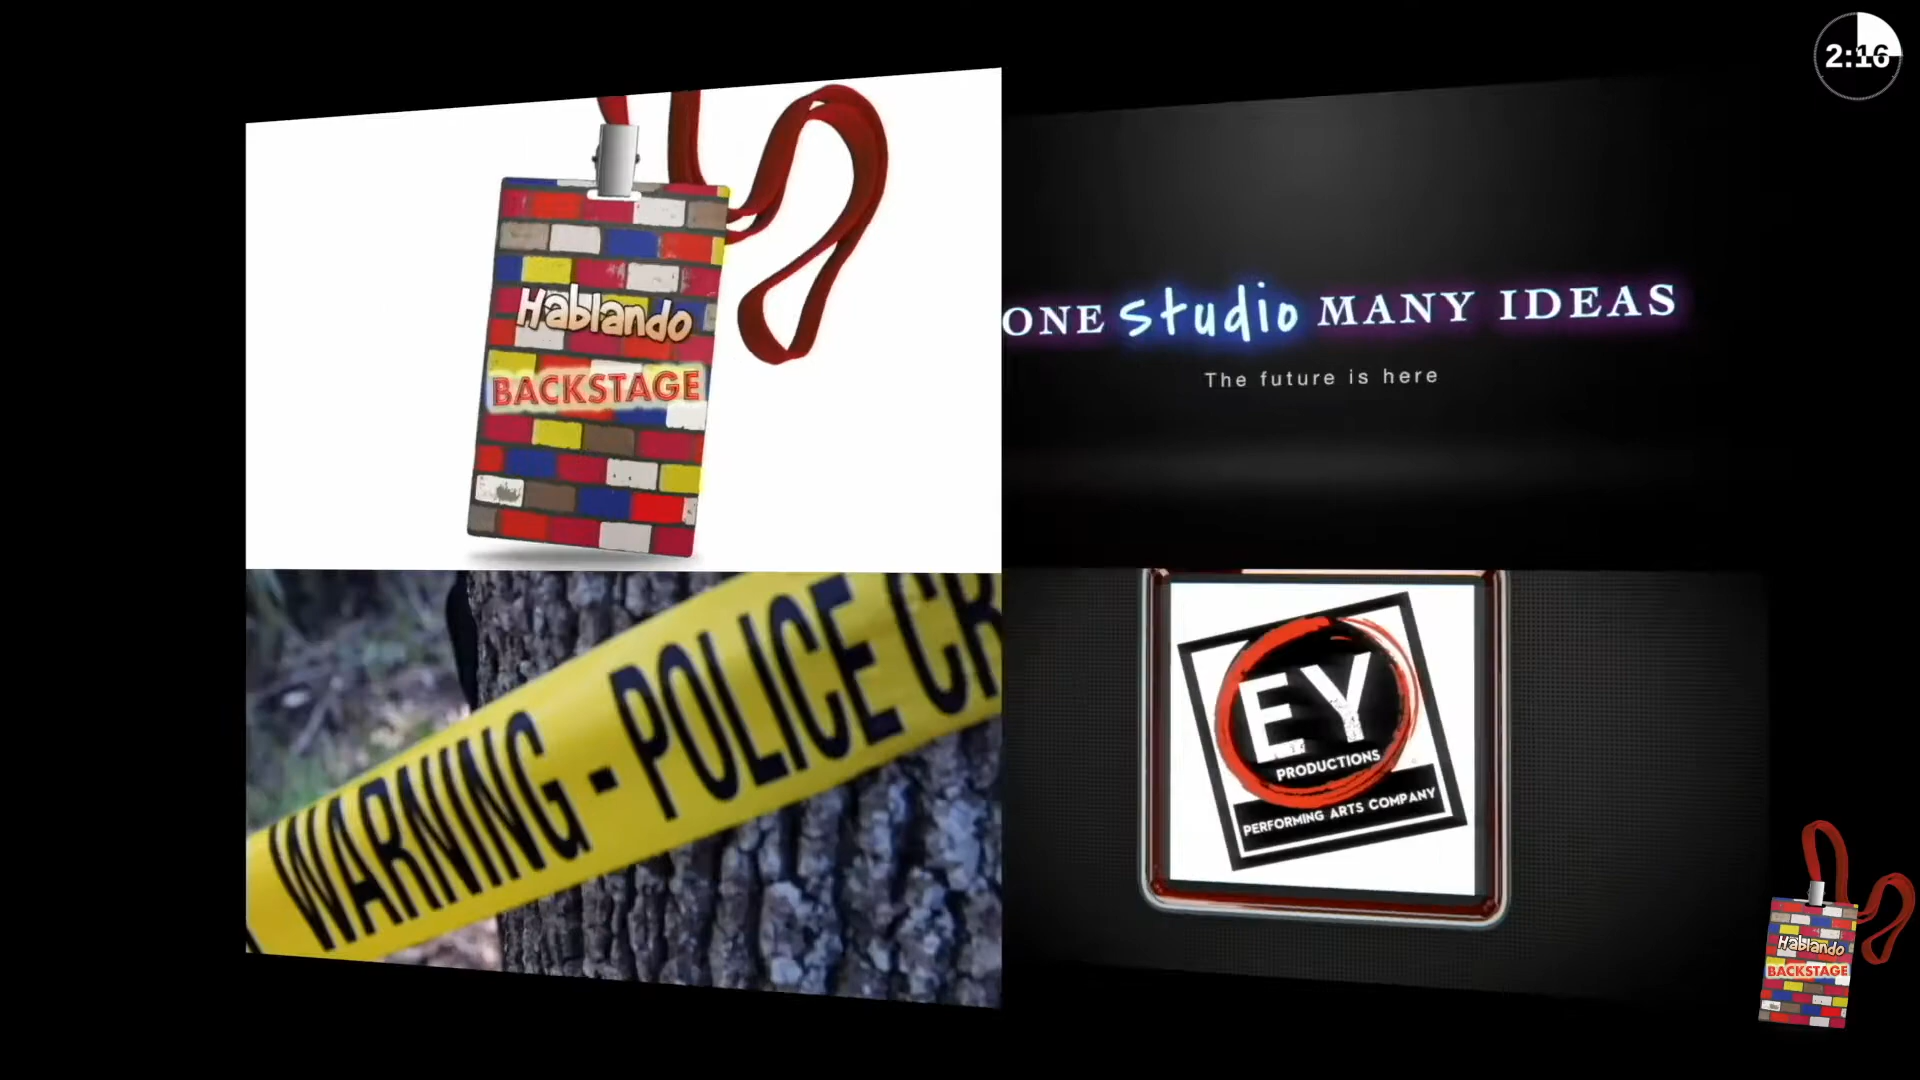 2:16
Hablando
BACKSTAGE
ONE studio MANY IDEAS
The future is here
WARNING - POLICE CR
EY
PRODUCTIONS
PERFORMING ARTS COMPANY
Hablando
BACKSTAGE